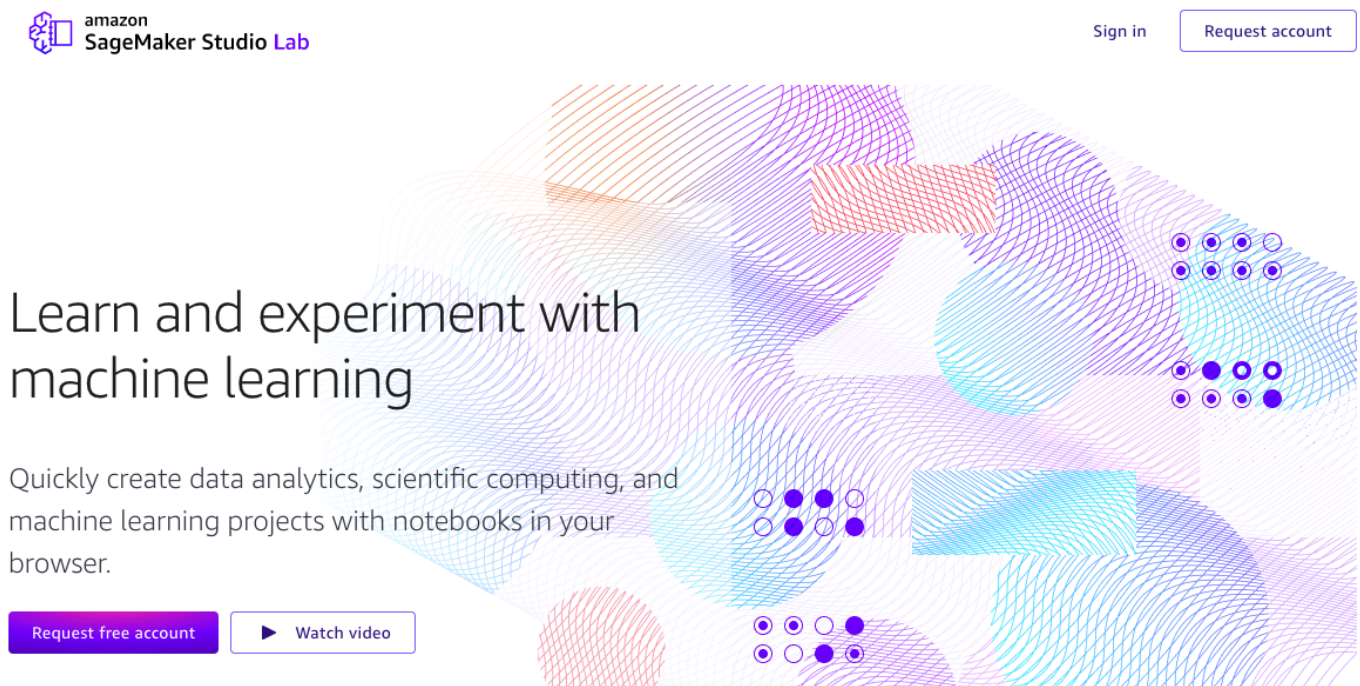 amazon
SageMaker Studio Lab
Sign in
Request account
Learn and experiment with
machine learning
Quickly create data analytics, scientific computing, and
machine learning projects with notebooks in your
browser.
Request free account
Watch video